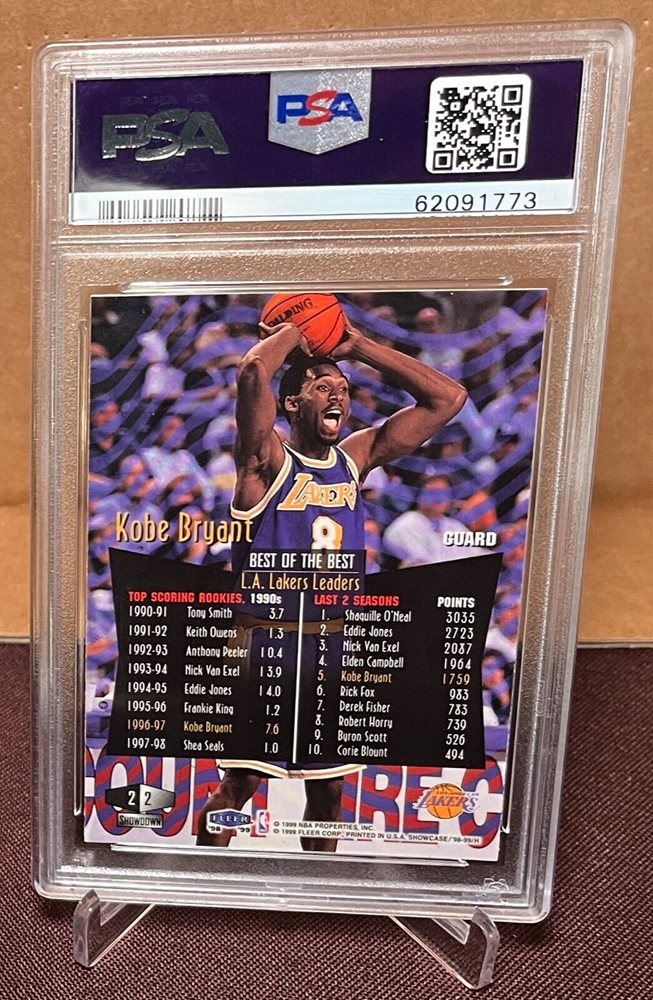 PSA
PSA
62091773
SPALDING
LAKERS
8
Kobe Bryant
GUARD
BEST OF THE BEST
L.A. Lakers Leaders
TOP SCORING ROOKIES, 1990s
1990-91 Tony Smith 3.7
1991-92 Keith Owens 1.3
1992-93 Anthony Peeler 10.4
1993-94 Nick Van Exel 13.9
1994-95 Eddie Jones 14.0
1995-96 Frankie King 1.2
1996-97 Kobe Bryant 7.6
1997-98 Shea Seals 1.0
LAST 2 SEASONS POINTS
1. Shaquille O'Neal 3035
2. Eddie Jones 2723
3. Nick Van Exel 2087
4. Elden Campbell 1964
5. Kobe Bryant 1759
6. Rick Fox 983
7. Derek Fisher 783
8. Robert Horry 739
9. Byron Scott 526
10. Corie Blount 494
2 2
SHOWDOWN
FLEER
'98 '99
© 1999 NBA PROPERTIES, INC.
© 1999 FLEER CORP., PRINTED IN U.S.A. SHOWCASE/'98-99/H
LOS ANGELES
LAKERS